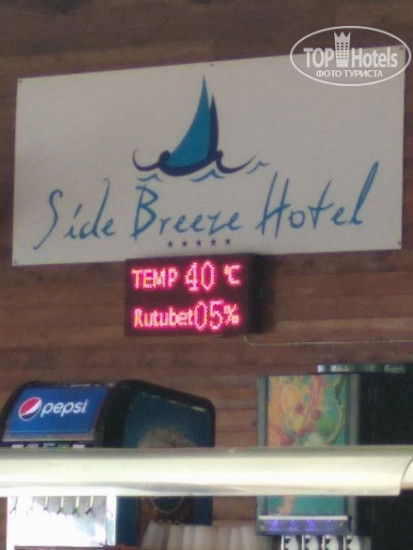 TOP Hotels
ФОТО ТУРИСТА
Side Breeze Hotel
TEMP 40 °C
Rutubet 05%
pepsi